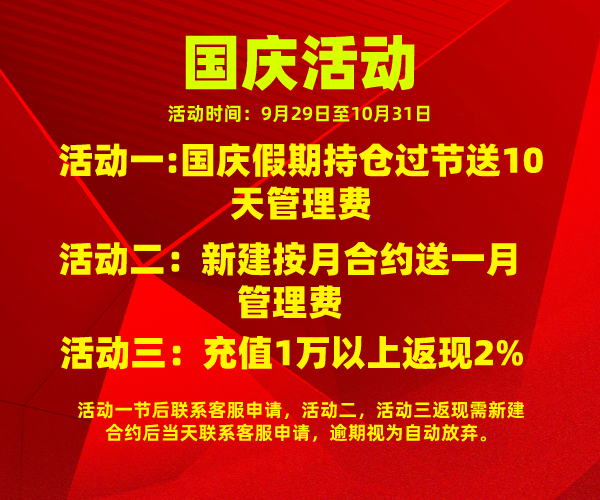 国庆活动
活动时间：9月29日至10月31日
活动一:国庆假期持仓过节送10
天管理费
活动二：新建按月合约送一月
管理费
活动三：充值1万以上返现2%
活动一节后联系客服申请，活动二，活动三返现需新建
合约后当天联系客服申请，逾期视为自动放弃。